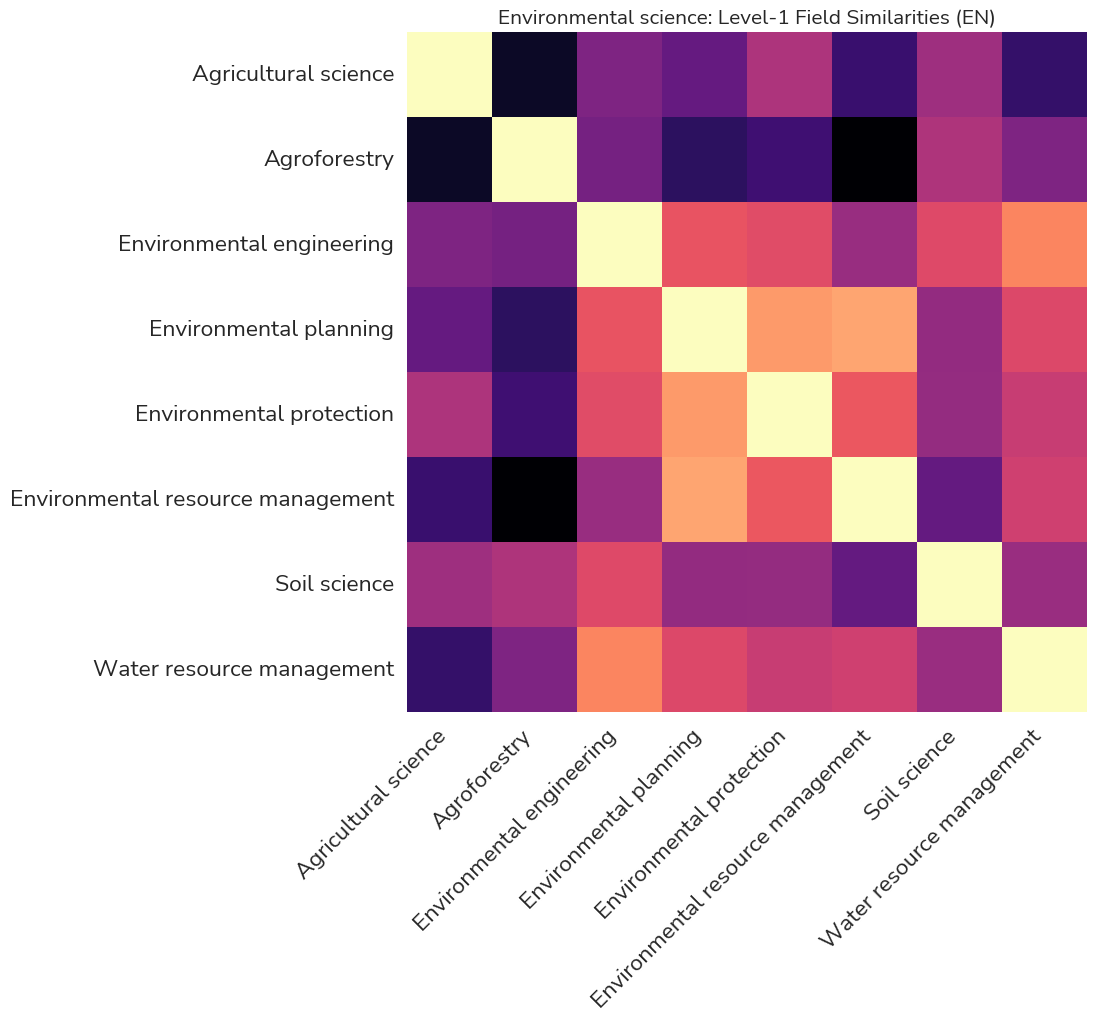 Environmental science: Level-1 Field Similarities (EN)
Agricultural science
Agroforestry
Environmental engineering
Environmental planning
Environmental protection
Environmental resource management
Soil science
Water resource management
Agricultural science
Agroforestry
Environmental engineering
Environmental planning
Environmental protection
Environmental resource management
Soil science
Water resource management